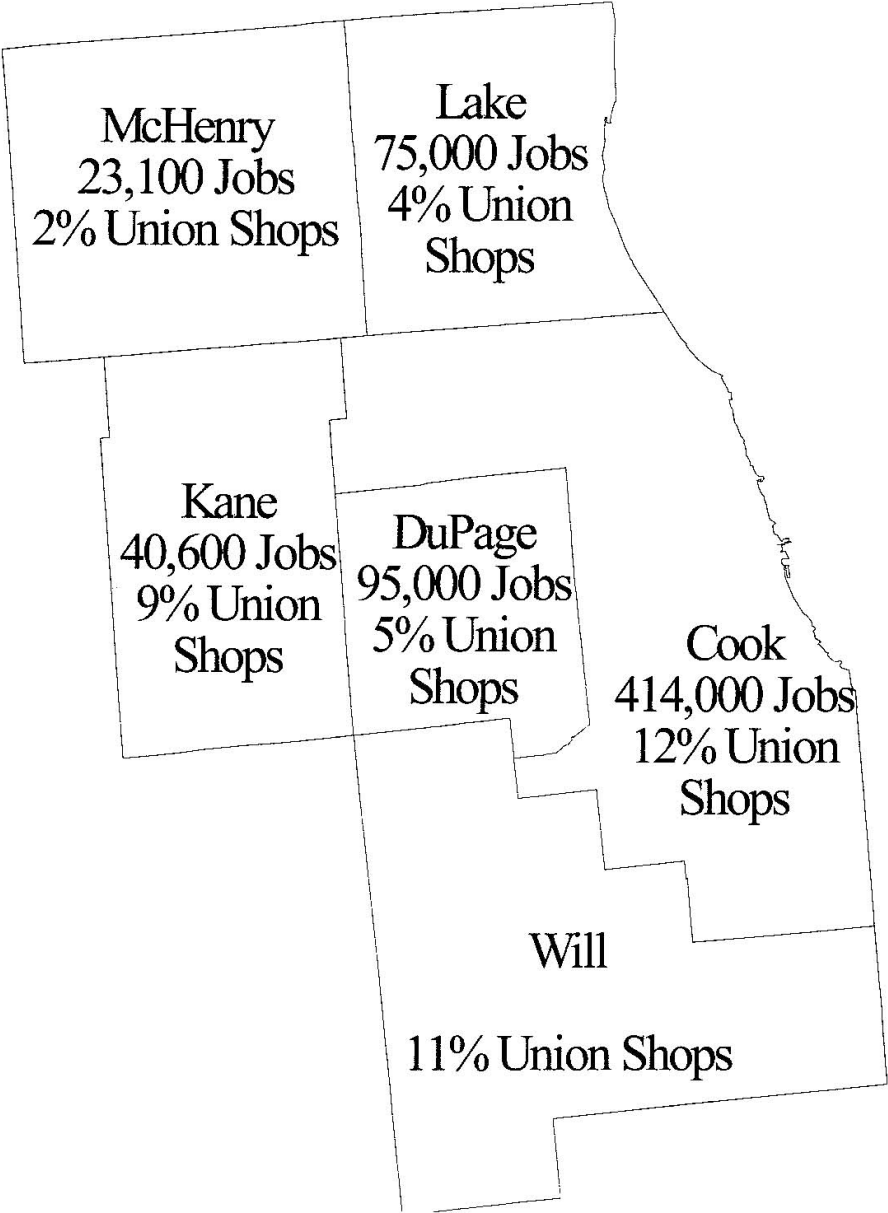 McHenry
23,100 Jobs
2% Union Shops
Lake
75,000 Jobs
4% Union
Shops
Kane
40,600 Jobs
9% Union
Shops
DuPage
95,000 Jobs
5% Union
Shops
Cook
414,000 Jobs
12% Union
Shops
Will
11% Union Shops